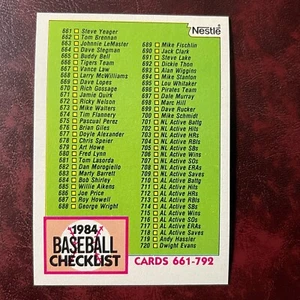 Nestlé
661 Steve Yeager
662 Tom Brennan
663 Johnnie LeMaster
664 Dave Stegman
665 Buddy Bell
666 Tigers Team
667 Vance Law
668 Larry McWilliams
669 Dave Lopes
670 Rich Gossage
671 Jamie Quirk
672 Ricky Nelson
673 Mike Walters
674 Tim Flannery
675 Pascual Perez
676 Brian Giles
677 Doyle Alexander
678 Chris Speier
679 Art Howe
680 Fred Lynn
681 Tom Lasorda
682 Dan Morogiello
683 Marty Barrett
684 Bob Shirley
685 Willie Aikens
686 Joe Price
687 Roy Howell
688 George Wright
689 Mike Fischlin
690 Jack Clark
691 Steve Lake
692 Dickie Thon
693 Alan Wiggins
694 Mike Stanton
695 Lou Whitaker
696 Pirates Team
697 Dale Murray
698 Marc Hill
699 Dave Rucker
700 Mike Schmidt
701 NL Active Batting
702 NL Active Hits
703 NL Active HRs
704 NL Active RBIs
705 NL Active SBs
706 NL Active Wins
707 NL Active SOs
708 NL Active ERAs
709 NL Active Saves
710 AL Active Batting
711 AL Active Hits
712 AL Active HRs
713 AL Active RBIs
714 AL Active SBs
715 AL Active Wins
716 AL Active SOs
717 AL Active ERAs
718 AL Active Saves
719 Andy Hassler
720 Dwight Evans
1984
BASEBALL
CHECKLIST
CARDS 661-792